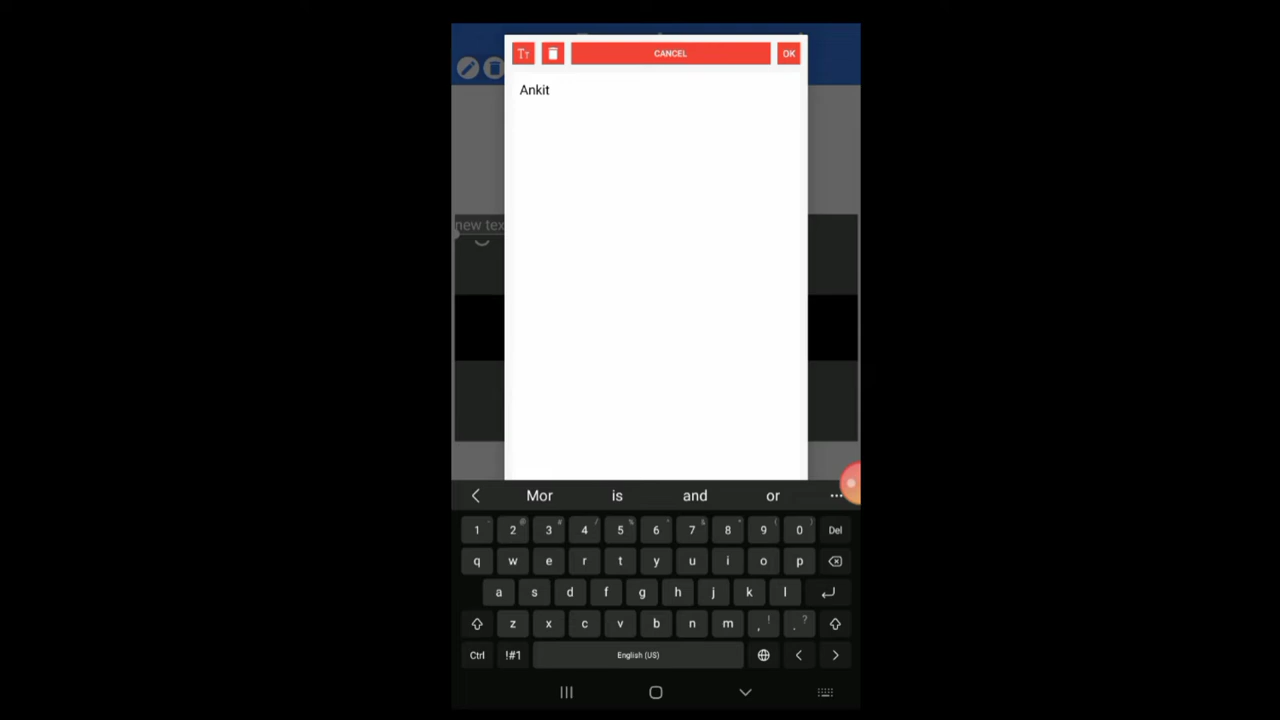 TT CANCEL OK
Ankit
new tex
Mor is and or ...
1 - 2 @ 3 # 4 / 5 % 6 ^ 7 & 8 * 9 ( 0 ) Del
q w e r t y u i o p
a s d f g h j k l
z x c v b n m , ! . ?
Ctrl !#1 English (US) < >